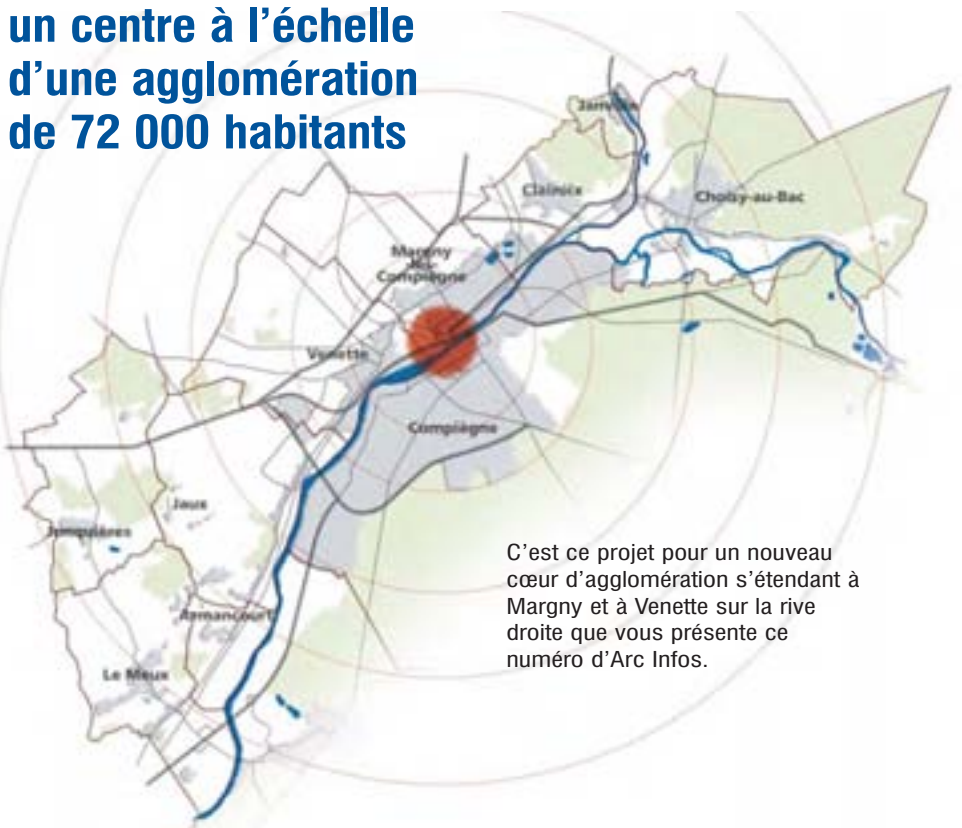 un centre à l’échelle
d’une agglomération
de 72 000 habitants
Janville
Clairoix
Choisy-au-Bac
Margny
les
Compiègne
Venette
Compiègne
Jaux
Jonquières
Armancourt
Le Meux
C’est ce projet pour un nouveau
cœur d’agglomération s’étendant à
Margny et à Venette sur la rive
droite que vous présente ce
numéro d’Arc Infos.